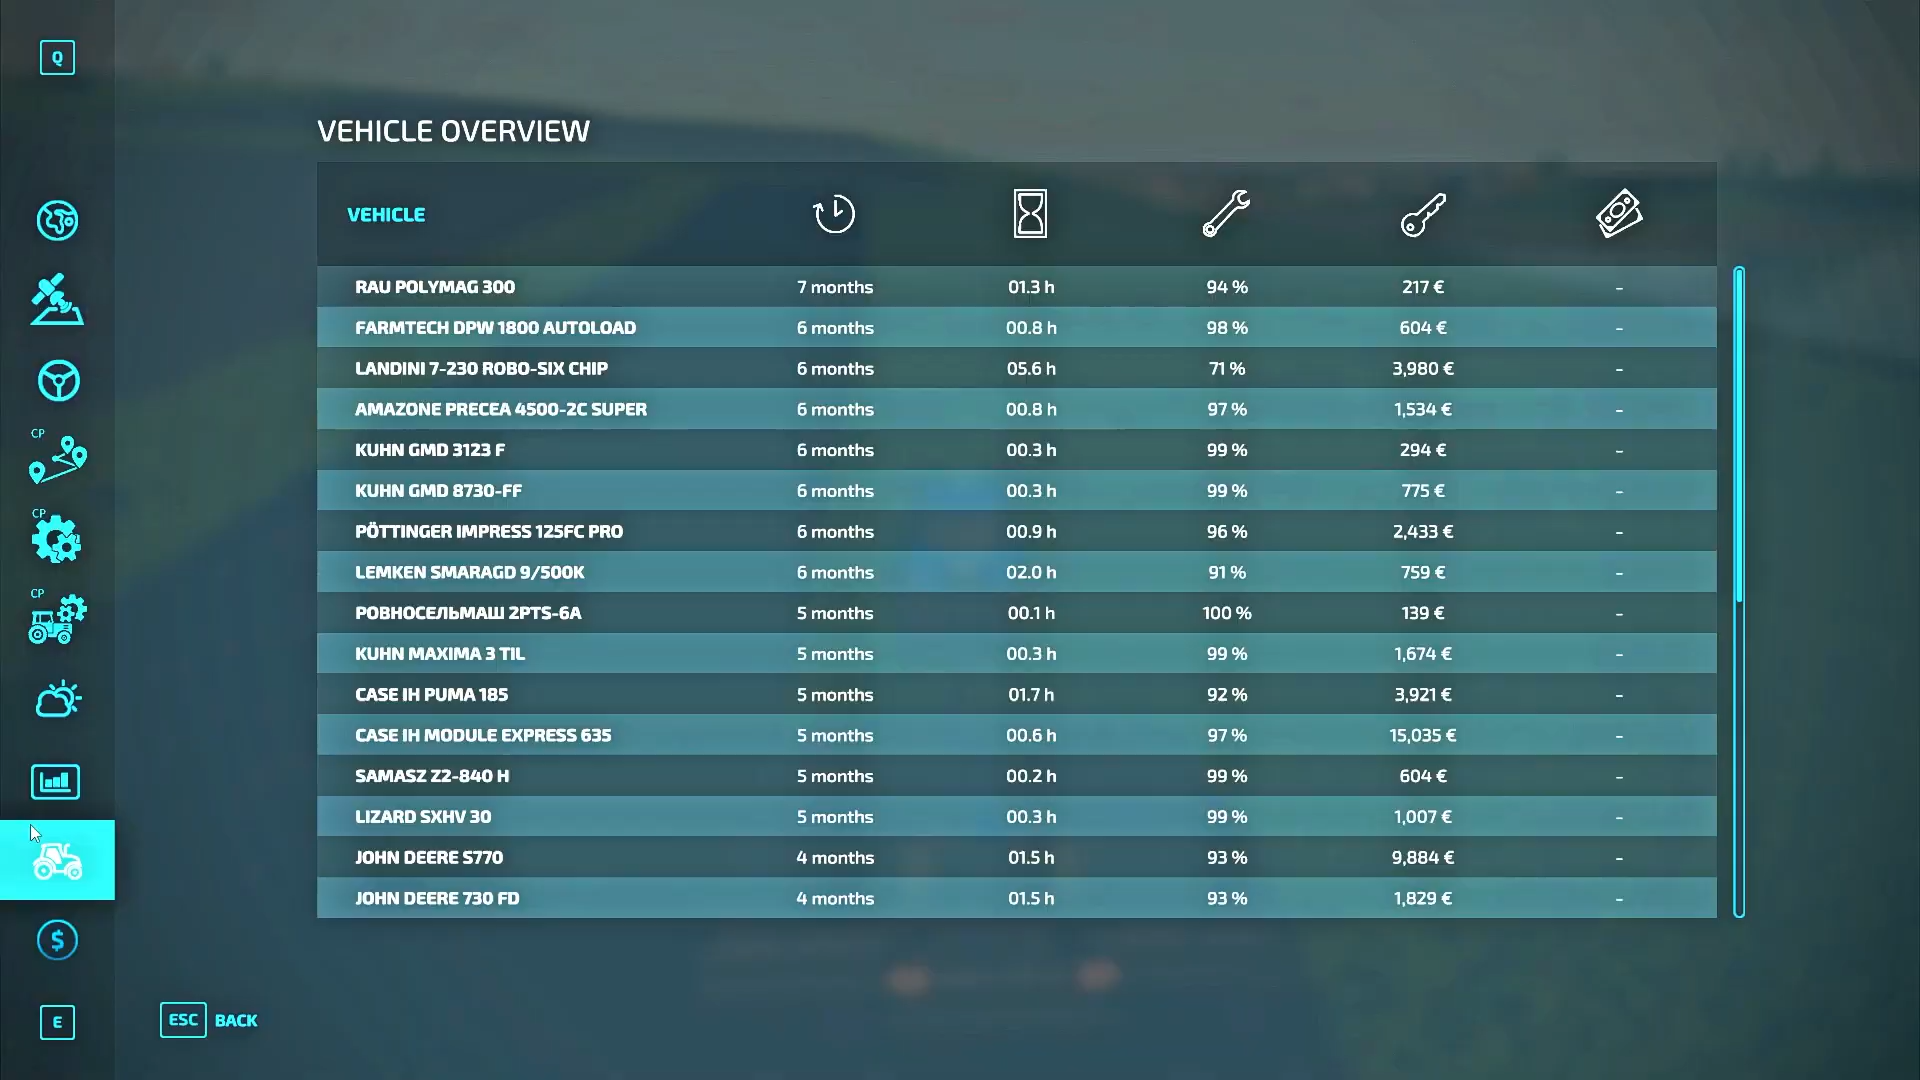 Q
VEHICLE OVERVIEW
VEHICLE
RAU POLYMAG 300 7 months 01.3 h 94 % 217 € -
FARMTECH DPW 1800 AUTOLOAD 6 months 00.8 h 98 % 604 € -
LANDINI 7-230 ROBO-SIX CHIP 6 months 05.6 h 71 % 3,980 € -
AMAZONE PRECEA 4500-2C SUPER 6 months 00.8 h 97 % 1,534 € -
KUHN GMD 3123 F 6 months 00.3 h 99 % 294 € -
KUHN GMD 8730-FF 6 months 00.3 h 99 % 775 € -
PÖTTINGER IMPRESS 125FC PRO 6 months 00.9 h 96 % 2,433 € -
LEMKEN SMARAGD 9/500K 6 months 02.0 h 91 % 759 € -
РОВНОСЕЛЬМАШ 2PTS-6A 5 months 00.1 h 100 % 139 € -
KUHN MAXIMA 3 TIL 5 months 00.3 h 99 % 1,674 € -
CASE IH PUMA 185 5 months 01.7 h 92 % 3,921 € -
CASE IH MODULE EXPRESS 635 5 months 00.6 h 97 % 15,035 € -
SAMASZ Z2-840 H 5 months 00.2 h 99 % 604 € -
LIZARD SXHV 30 5 months 00.3 h 99 % 1,007 € -
JOHN DEERE S770 4 months 01.5 h 93 % 9,884 € -
JOHN DEERE 730 FD 4 months 01.5 h 93 % 1,829 € -
CP
CP
CP
$
E
ESC BACK